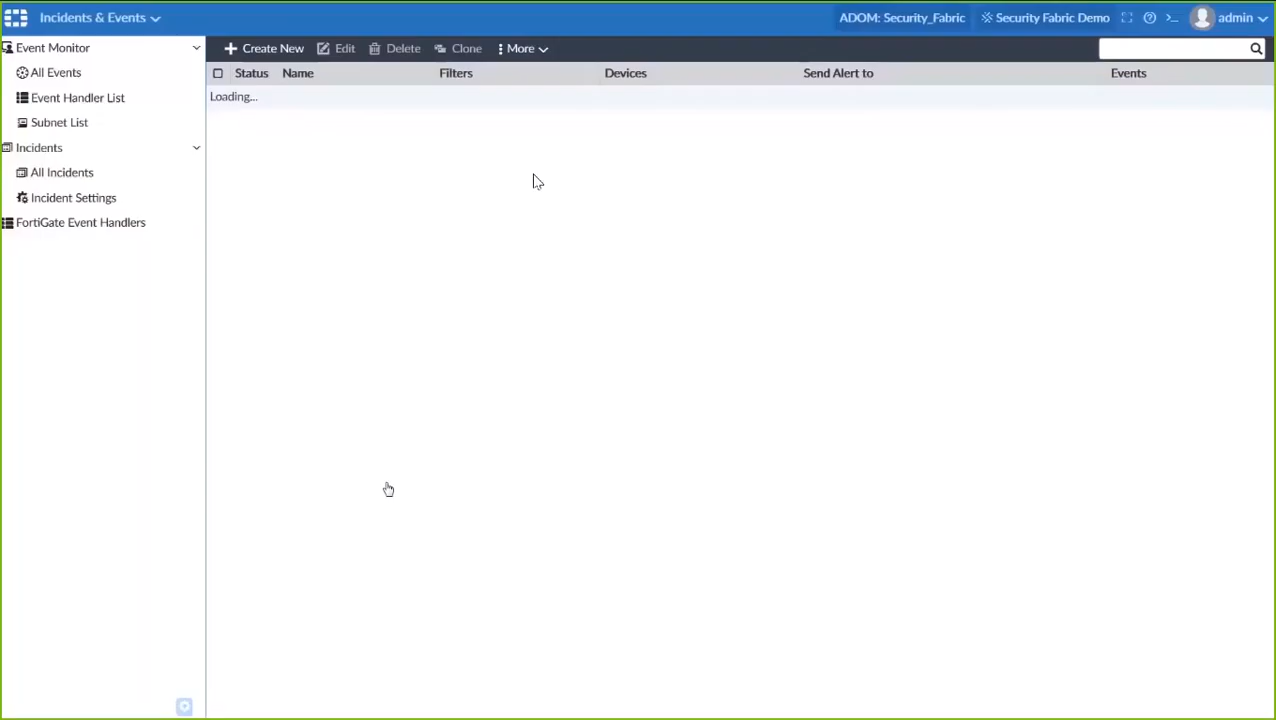 Incidents & Events
ADOM: Security_Fabric
Security Fabric Demo
admin
Event Monitor
All Events
Event Handler List
Subnet List
Incidents
All Incidents
Incident Settings
FortiGate Event Handlers
Create New Edit Delete Clone More
Status Name Filters Devices Send Alert to Events
Loading...